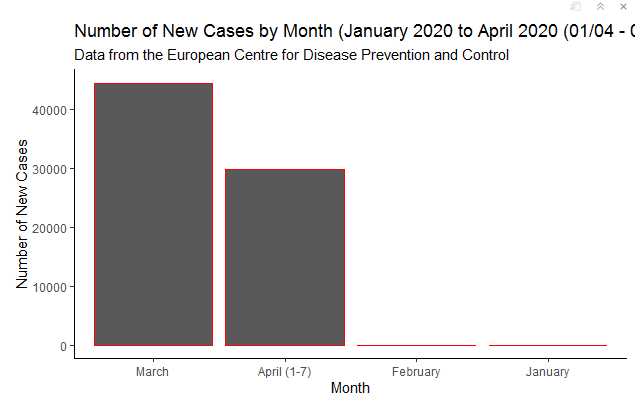 Number of New Cases by Month (January 2020 to April 2020 (01/04 -
Data from the European Centre for Disease Prevention and Control
Number of New Cases
40000
30000
20000
10000
0
March
April (1-7)
February
January
Month